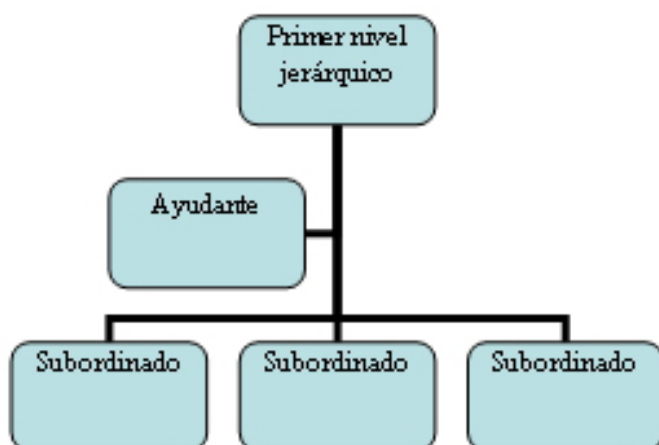 Primer nivel
jerárquico
Ayudante
Subordinado
Subordinado
Subordinado